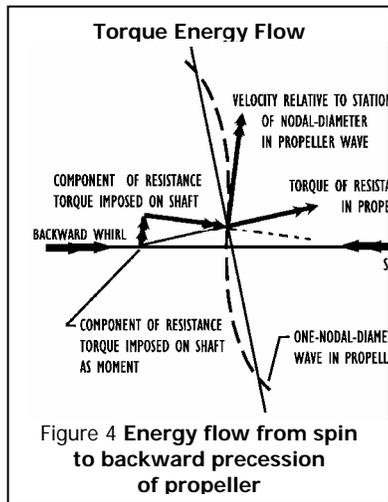 Torque Energy Flow
VELOCITY RELATIVE TO STATION
OF NODAL-DIAMETER
IN PROPELLER WAVE
COMPONENT OF RESISTANCE
TORQUE IMPOSED ON SHAFT
TORQUE OF RESISTA
IN PROPE
BACKWARD WHIRL
S
COMPONENT OF RESISTANCE
TORQUE IMPOSED ON SHAFT
AS MOMENT
ONE-NODAL-DIAME
WAVE IN PROPELL
Figure 4 Energy flow from spin
to backward precession
of propeller